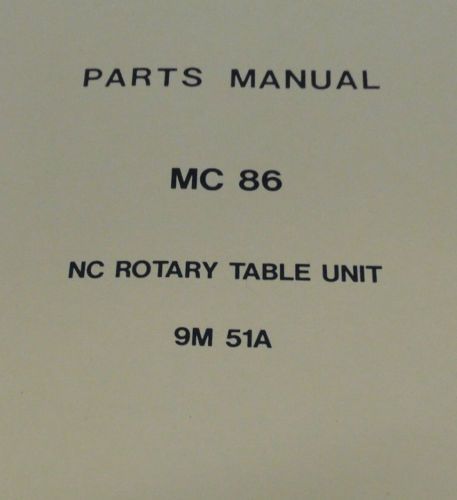 PARTS MANUAL
MC 86
NC ROTARY TABLE UNIT
9M 51A